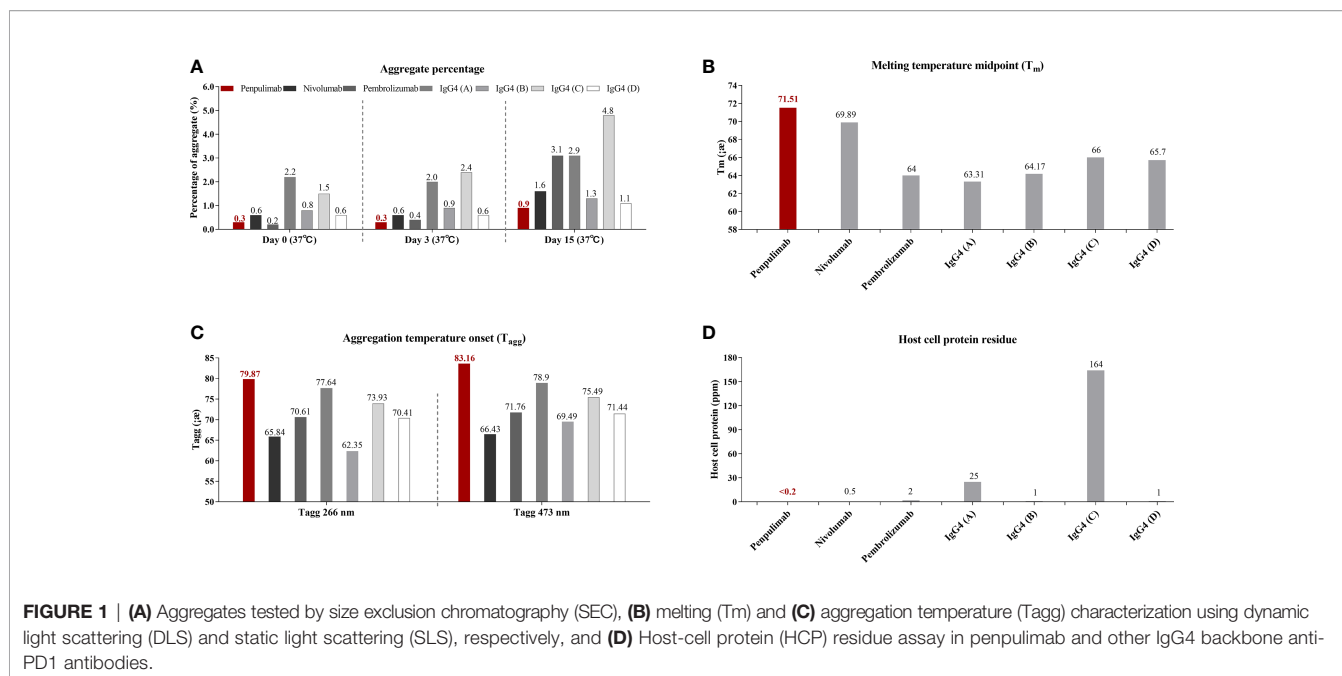 A
Aggregate percentage
Penpulimab Nivolumab Pembrolizumab IgG4 (A) IgG4 (B) IgG4 (C) IgG4 (D)
Percentage of aggregate (%)
6.0
5.0
4.0
3.0
2.0
1.0
0.0
0.3 0.6 0.2 2.2 0.8 1.5 0.6
0.3 0.6 0.4 2.0 0.9 2.4 0.6
0.9 1.6 3.1 2.9 1.3 4.8 1.1
Day 0 (37℃) Day 3 (37℃) Day 15 (37℃)
B
Melting temperature midpoint (Tm)
Tm (¡æ)
74
72
70
68
66
64
62
60
58
71.51 69.89 64 63.31 64.17 66 65.7
Penpulimab Nivolumab Pembrolizumab IgG4 (A) IgG4 (B) IgG4 (C) IgG4 (D)
C
Aggregation temperature onset (Tagg)
Tagg (¡æ)
85
80
75
70
65
60
55
50
79.87 65.84 70.61 77.64 62.35 73.93 70.41
83.16 66.43 71.76 78.9 69.49 75.49 71.44
Tagg 266 nm Tagg 473 nm
D
Host cell protein residue
Host cell protein (ppm)
180
150
120
90
60
30
0
<0.2 0.5 2 25 1 164 1
Penpulimab Nivolumab Pembrolizumab IgG4 (A) IgG4 (B) IgG4 (C) IgG4 (D)
FIGURE 1 | (A) Aggregates tested by size exclusion chromatography (SEC), (B) melting (Tm) and (C) aggregation temperature (Tagg) characterization using dynamic
light scattering (DLS) and static light scattering (SLS), respectively, and (D) Host-cell protein (HCP) residue assay in penpulimab and other IgG4 backbone anti-
PD1 antibodies.